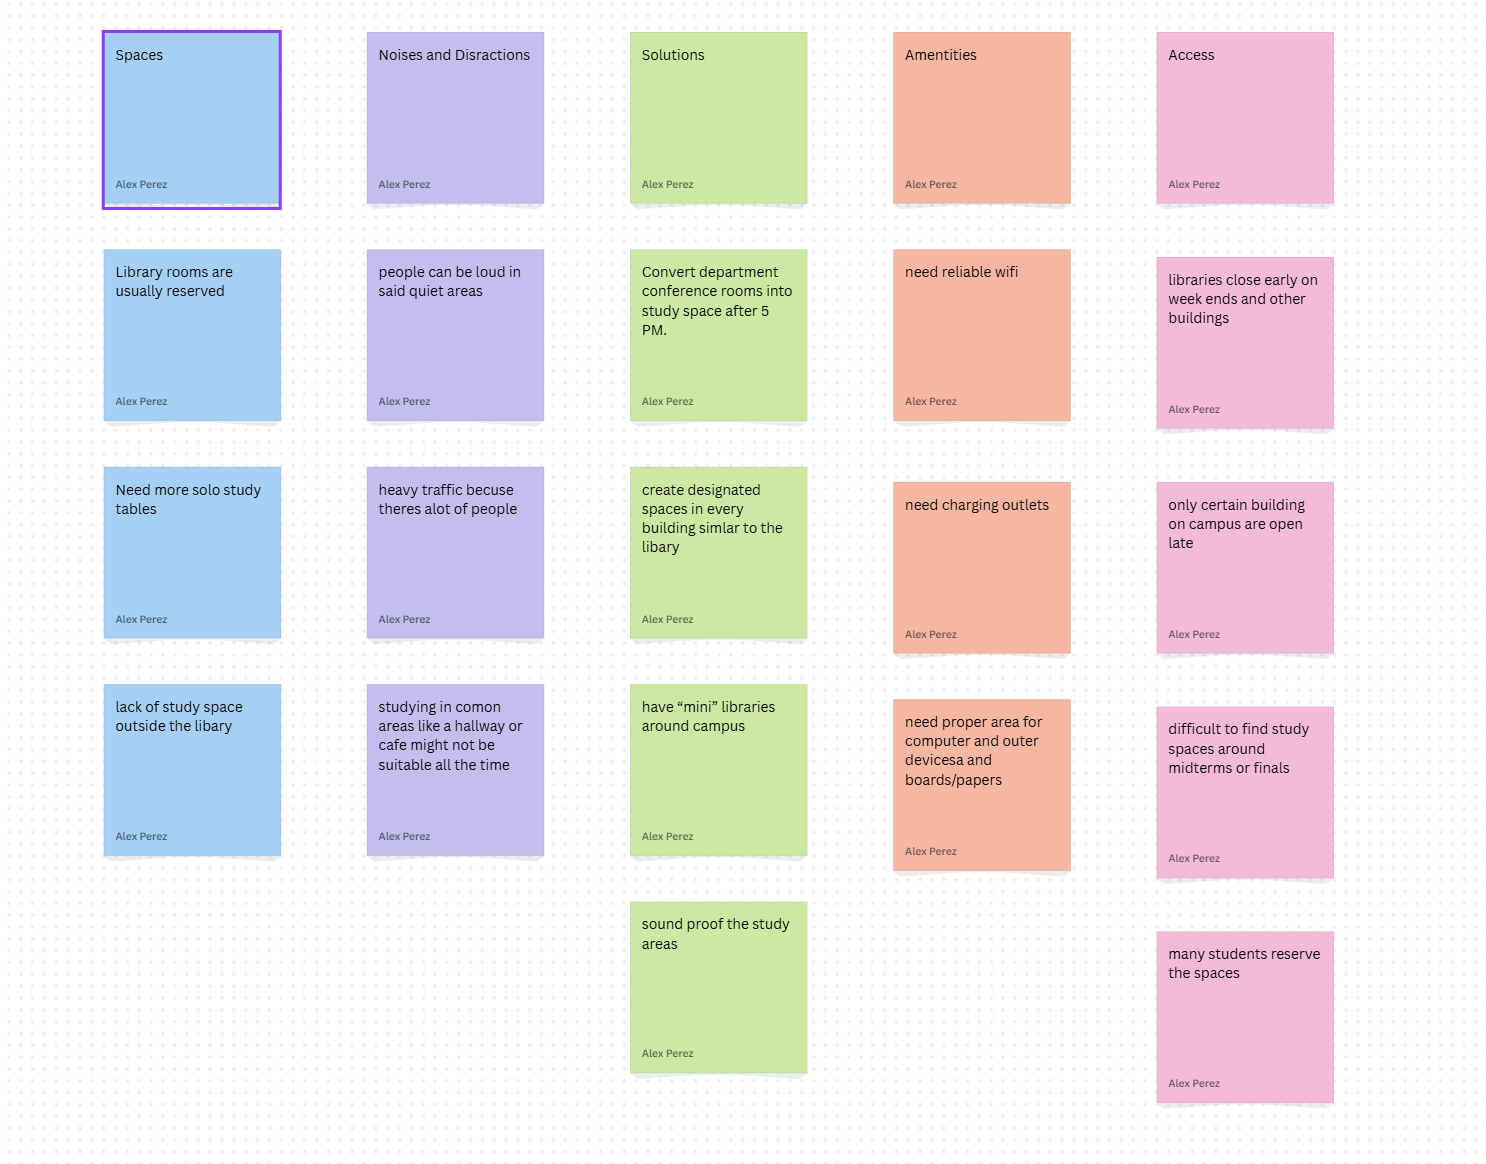 Spaces
Alex Perez
Noises and Disractions
Alex Perez
Solutions
Alex Perez
Amentities
Alex Perez
Access
Alex Perez
Library rooms are
usually reserved
Alex Perez
people can be loud in
said quiet areas
Alex Perez
Convert department
conference rooms into
study space after 5
PM.
Alex Perez
need reliable wifi
Alex Perez
libraries close early on
week ends and other
buildings
Alex Perez
Need more solo study
tables
Alex Perez
heavy traffic becuse
theres alot of people
Alex Perez
create designated
spaces in every
building simlar to the
libary
Alex Perez
need charging outlets
Alex Perez
only certain building
on campus are open
late
Alex Perez
lack of study space
outside the libary
Alex Perez
studying in comon
areas like a hallway or
cafe might not be
suitable all the time
Alex Perez
have “mini” libraries
around campus
Alex Perez
need proper area for
computer and outer
devicesa and
boards/papers
Alex Perez
difficult to find study
spaces around
midterms or finals
Alex Perez
sound proof the study
areas
Alex Perez
many students reserve
the spaces
Alex Perez